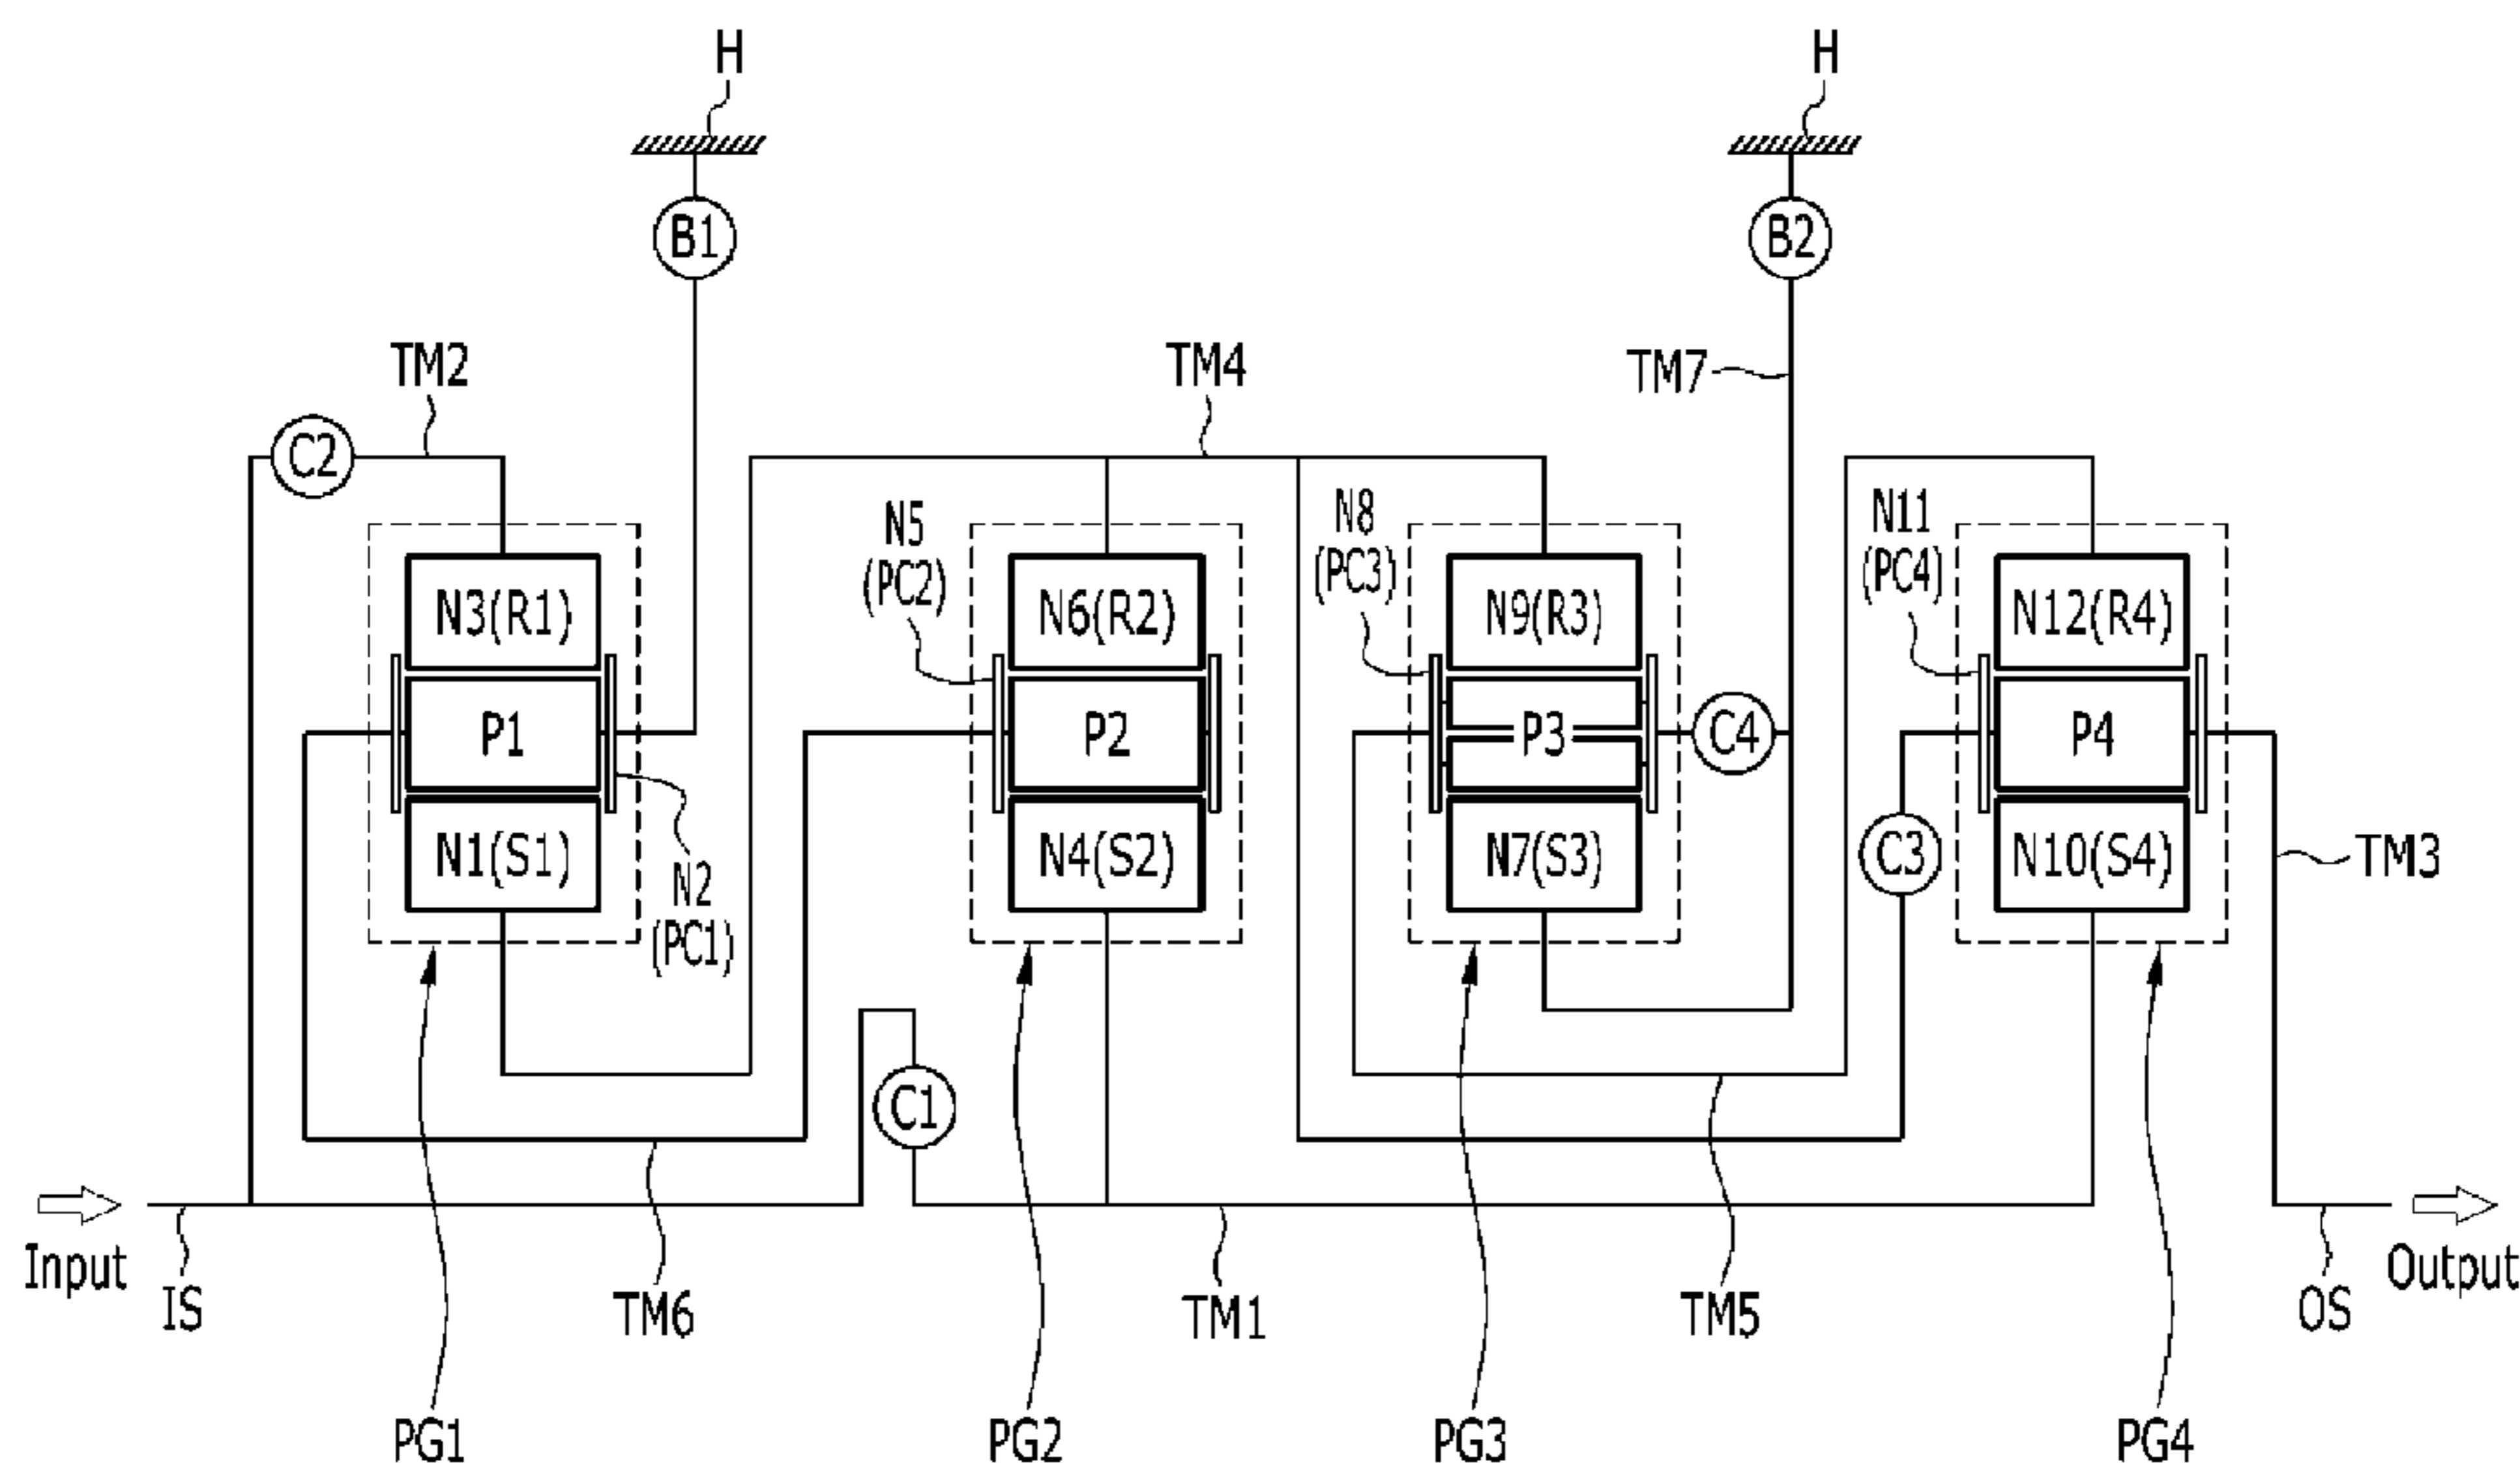 H
H
B1
B2
TM2
TM4
TM7
C2
N5
(PC2)
N8
(PC3)
N11
(PC4)
N3(R1)
N6(R2)
N9(R3)
N12(R4)
P1
P2
P3
C4
P4
N1(S1)
N4(S2)
N7(S3)
C3
N10(S4)
TM3
N2
(PC1)
C1
Input
IS
TM6
TM1
TM5
OS
Output
PG1
PG2
PG3
PG4